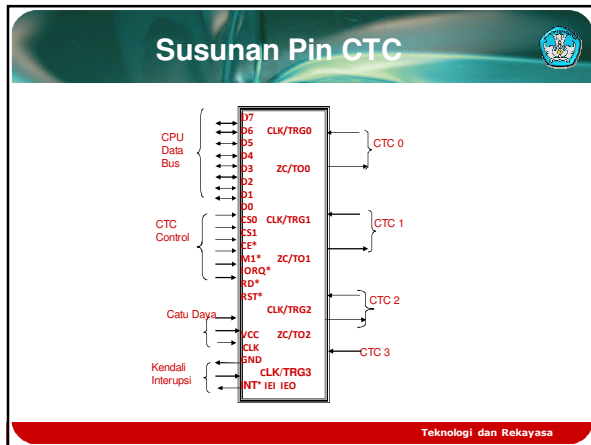 Susunan Pin CTC
CPU
Data
Bus
CTC
Control
Catu Daya
Kendali
Interupsi
D7
D6 CLK/TRG0
D5
D4
D3 ZC/TO0
D2
D1
D0
CS0 CLK/TRG1
CS1
CE*
M1* ZC/TO1
IORQ*
RD*
RST*
CLK/TRG2
VCC ZC/TO2
CLK
GND
CLK/TRG3
INT* IEI IEO
CTC 0
CTC 1
CTC 2
CTC 3
Teknologi dan Rekayasa